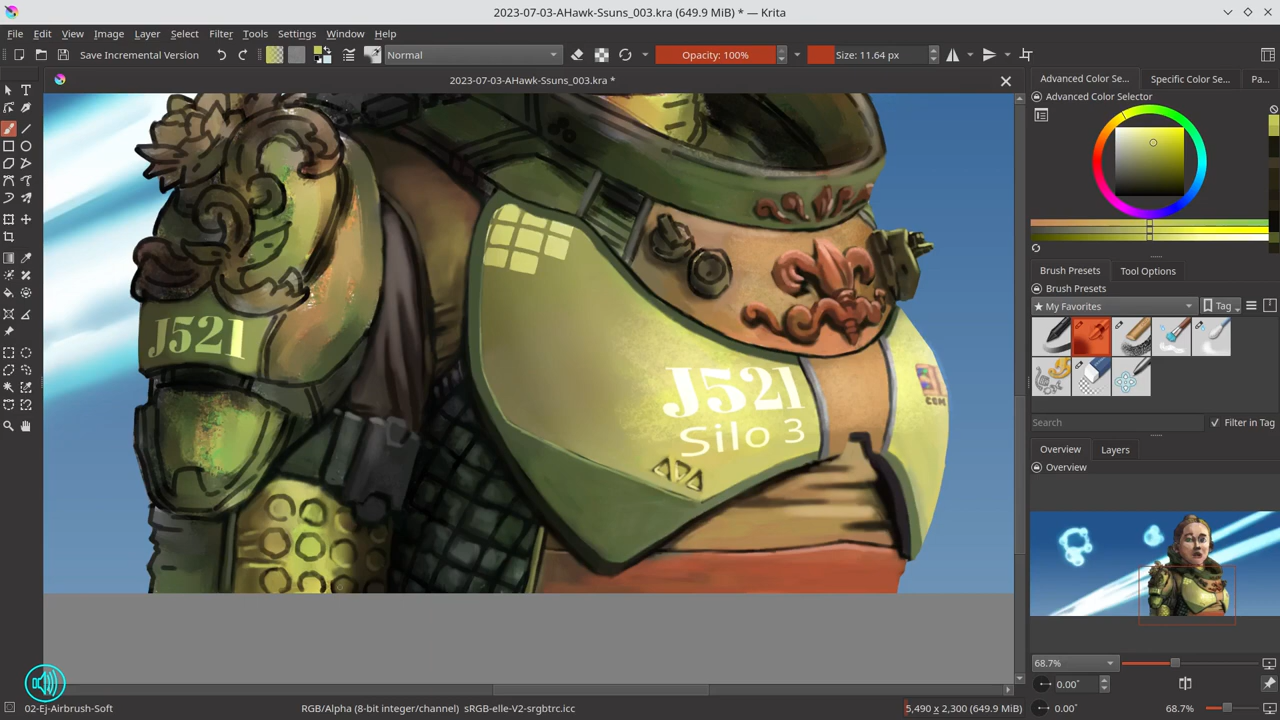 2023-07-03-AHawk-Ssuns_003.kra (649.9 MiB) * — Krita
File Edit View Image Layer Select Filter Tools Settings Window Help
Save Incremental Version Normal Opacity: 100% Size: 11.64 px
2023-07-03-AHawk-Ssuns_003.kra *
Advanced Color Se... Specific Color Se... Pa...
Advanced Color Selector
Brush Presets Tool Options
Brush Presets
★ My Favorites Tag
Search Filter in Tag
Overview Layers
Overview
J521
J521
Silo 3
COM
68.7%
0.00°
02-Ej-Airbrush-Soft RGB/Alpha (8-bit integer/channel) sRGB-elle-V2-srgbtrc.icc 5,490 x 2,300 (649.9 MiB) 0.00° 68.7%